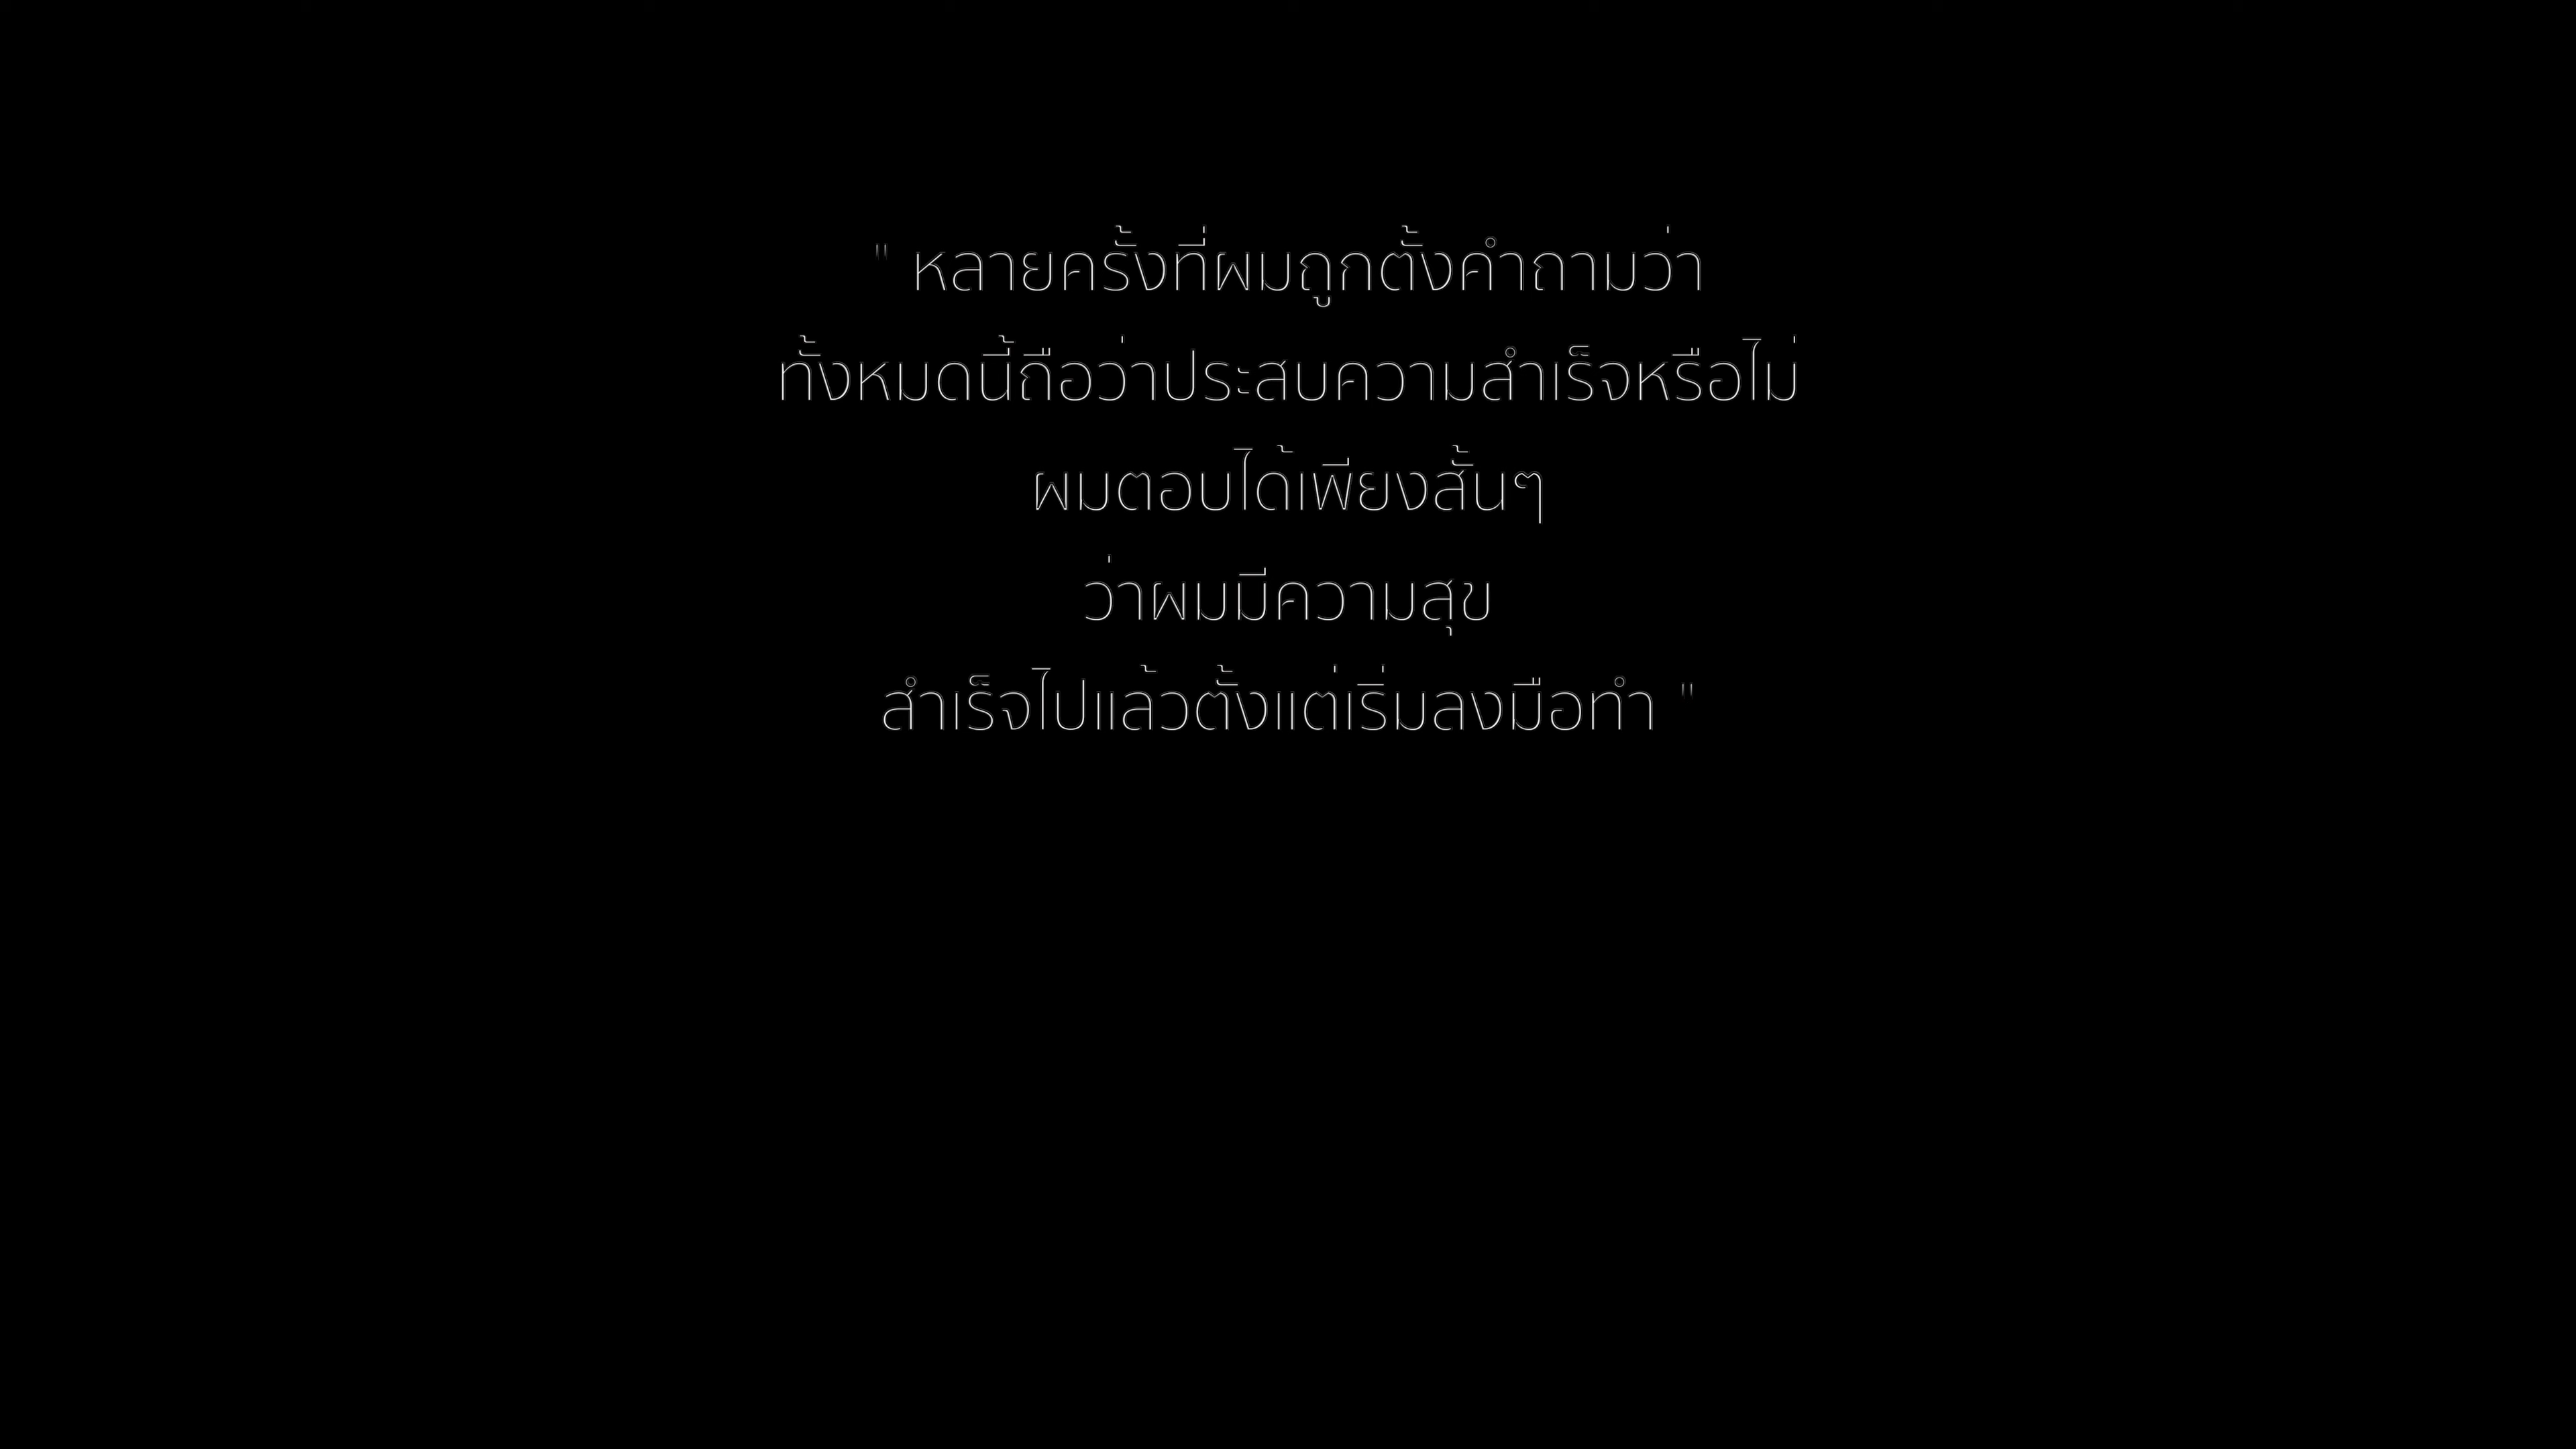 " หลายครั้งที่ผมถูกตั้งคำถามว่า
ทั้งหมดนี้ถือว่าประสบความสำเร็จหรือไม่
ผมตอบได้เพียงสั้นๆ
ว่าผมมีความสุข
สำเร็จไปแล้วตั้งแต่เริ่มลงมือทำ "